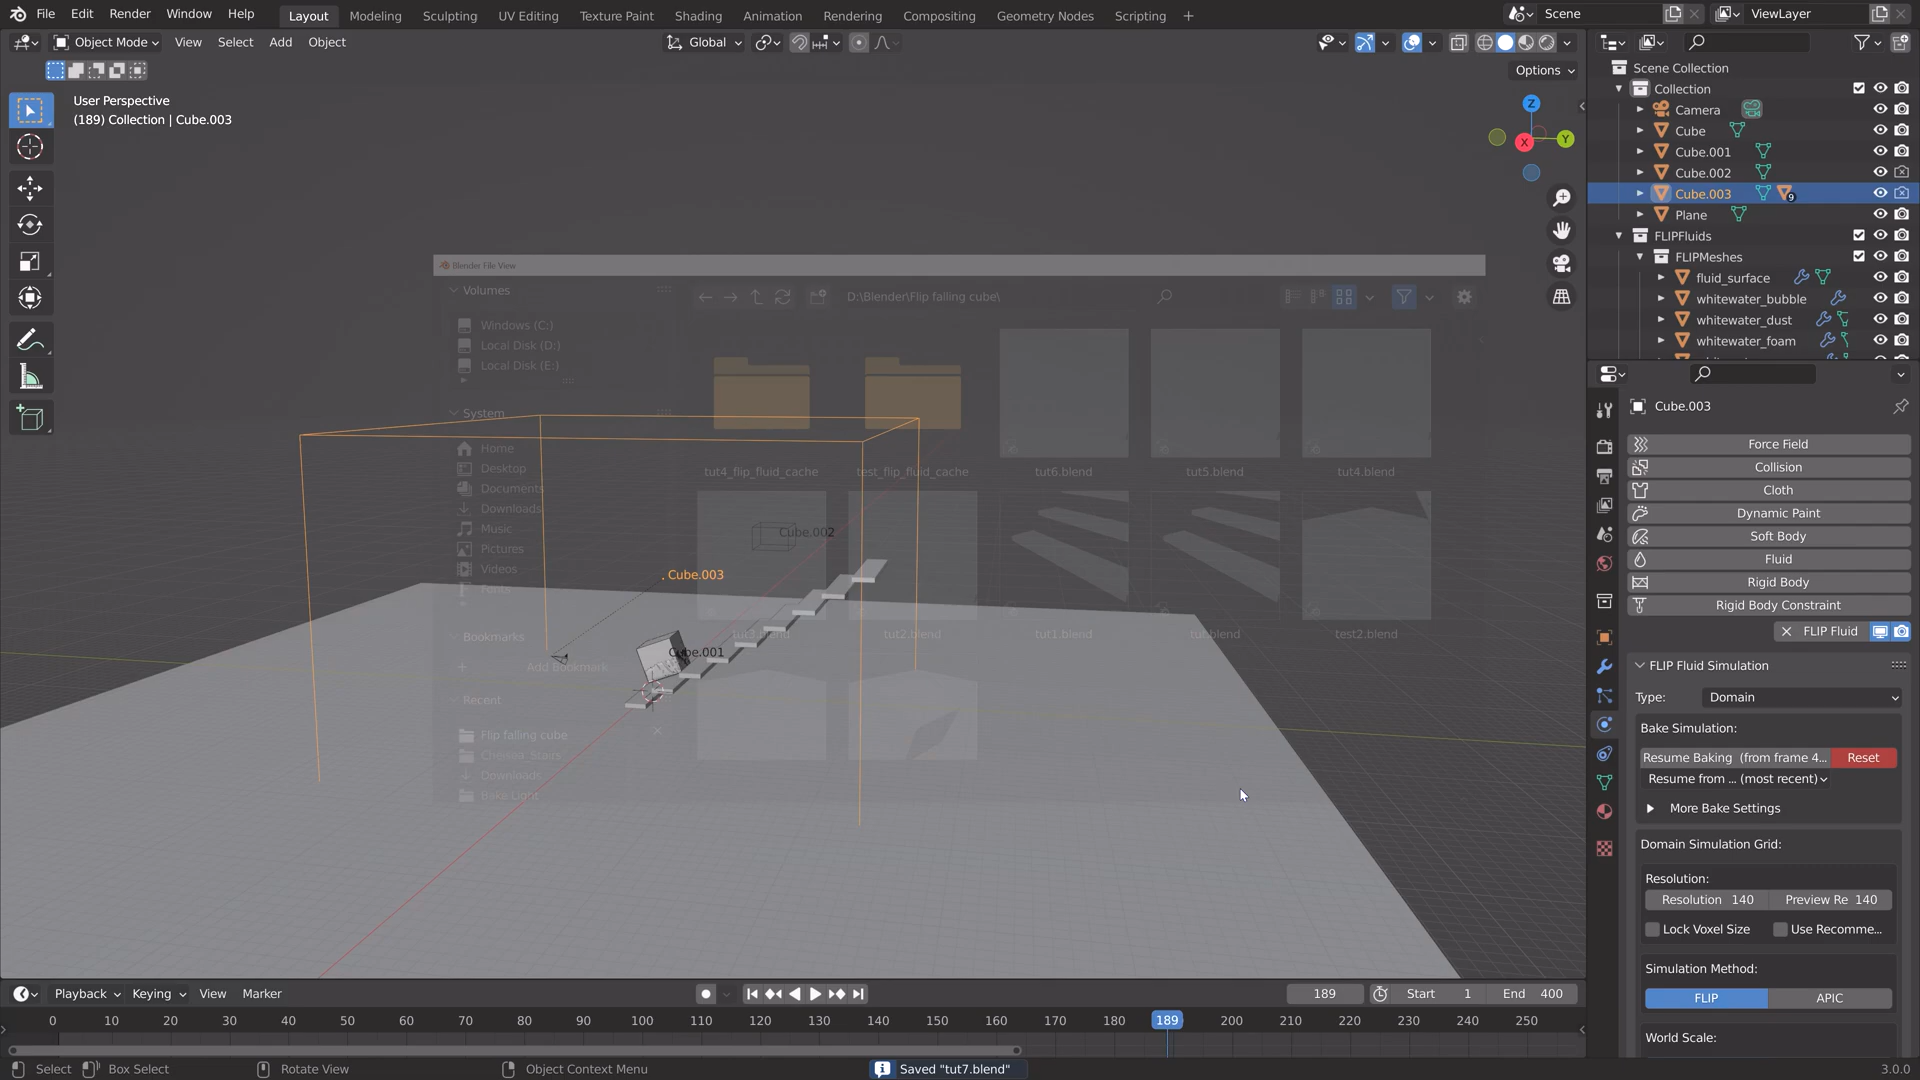 File Edit Render Window Help
Layout Modeling Sculpting UV Editing Texture Paint Shading Animation Rendering Compositing Geometry Nodes Scripting +
Scene ViewLayer
Object Mode View Select Add Object
Global
Options
User Perspective
(189) Collection | Cube.003
Z
X Y
Scene Collection
Collection
Camera
Cube
Cube.001
Cube.002
Cube.003 9
Plane
FLIPFluids
FLIPMeshes
fluid_surface
whitewater_bubble
whitewater_dust
whitewater_foam
Blender File View
Volumes
D:\Blender\Flip falling cube\
Windows (C:)
Local Disk (D:)
Local Disk (E:)
System
Home
Desktop
Documents
Downloads
Music
Pictures
Videos
Fonts
Bookmarks
Add Bookmark
Recent
Flip falling cube
Chelsea_Stairs
Downloads
Bake Light
tut4_flip_fluid_cache test_flip_fluid_cache tut6.blend tut5.blend tut4.blend
tut3.blend tut2.blend tut1.blend tut.blend test2.blend
Cube.002
Cube.003
Cube.001
Cube.003
Force Field
Collision
Cloth
Dynamic Paint
Soft Body
Fluid
Rigid Body
Rigid Body Constraint
FLIP Fluid
FLIP Fluid Simulation
Type: Domain
Bake Simulation:
Resume Baking (from frame 4... Reset
Resume from ... (most recent)
More Bake Settings
Domain Simulation Grid:
Resolution:
Resolution 140 Preview Re 140
Lock Voxel Size Use Recomme...
Simulation Method:
FLIP APIC
World Scale:
Playback Keying View Marker
189 Start 1 End 400
0 10 20 30 40 50 60 70 80 90 100 110 120 130 140 150 160 170 180 189 200 210 220 230 240 250
Select Box Select Rotate View Object Context Menu
Saved "tut7.blend"
3.0.0